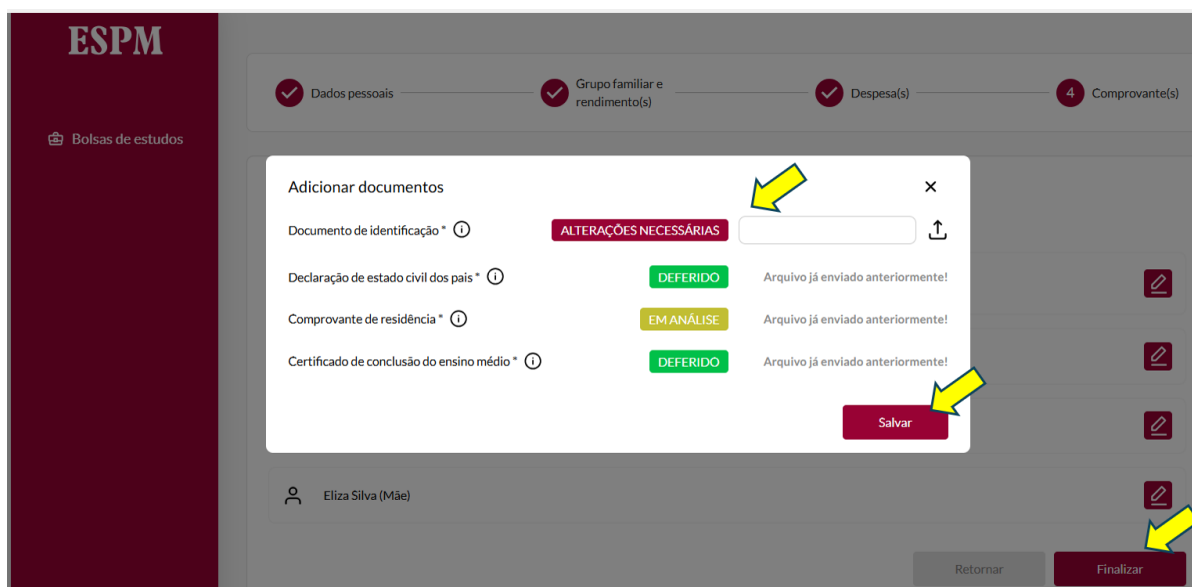 ESPM
Dados pessoais
Grupo familiar e
rendimento(s)
Despesa(s)
4 Comprovante(s)
Bolsas de estudos
Adicionar documentos
Documento de identificação * ALTERAÇÕES NECESSÁRIAS
Declaração de estado civil dos pais * DEFERIDO Arquivo já enviado anteriormente!
Comprovante de residência * EM ANÁLISE Arquivo já enviado anteriormente!
Certificado de conclusão do ensino médio * DEFERIDO Arquivo já enviado anteriormente!
Salvar
Eliza Silva (Mãe)
Retornar Finalizar